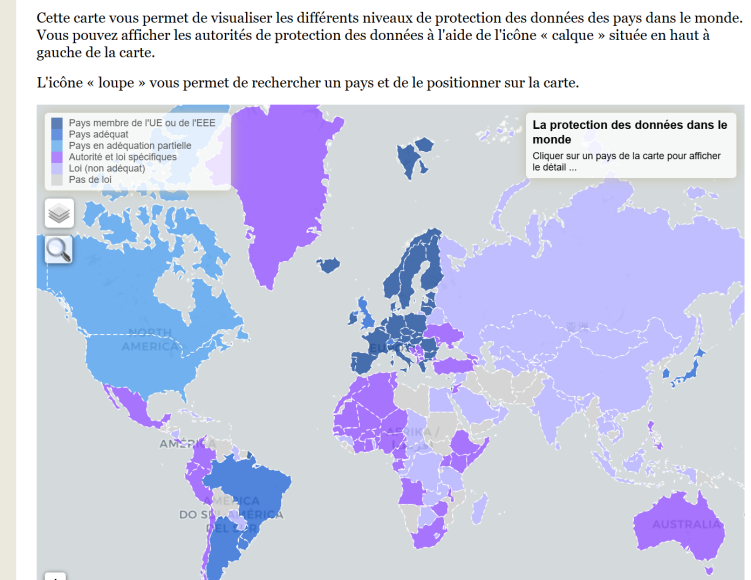 Cette carte vous permet de visualiser les différents niveaux de protection des données des pays dans le monde.
Vous pouvez afficher les autorités de protection des données à l'aide de l'icône « calque » située en haut à
gauche de la carte.
L'icône « loupe » vous permet de rechercher un pays et de le positionner sur la carte.
Pays membre de l'UE ou de l'EEE
Pays adéquat
Pays en adéquation partielle
Autorité et loi spécifiques
Loi (non adéquat)
Pas de loi
La protection des données dans le
monde
Cliquer sur un pays de la carte pour afficher
le détail ...
NORTH
AMERICA
AFRIKA /
AMÉRICA
DO SUL
DEL SUR
AUSTRALIA